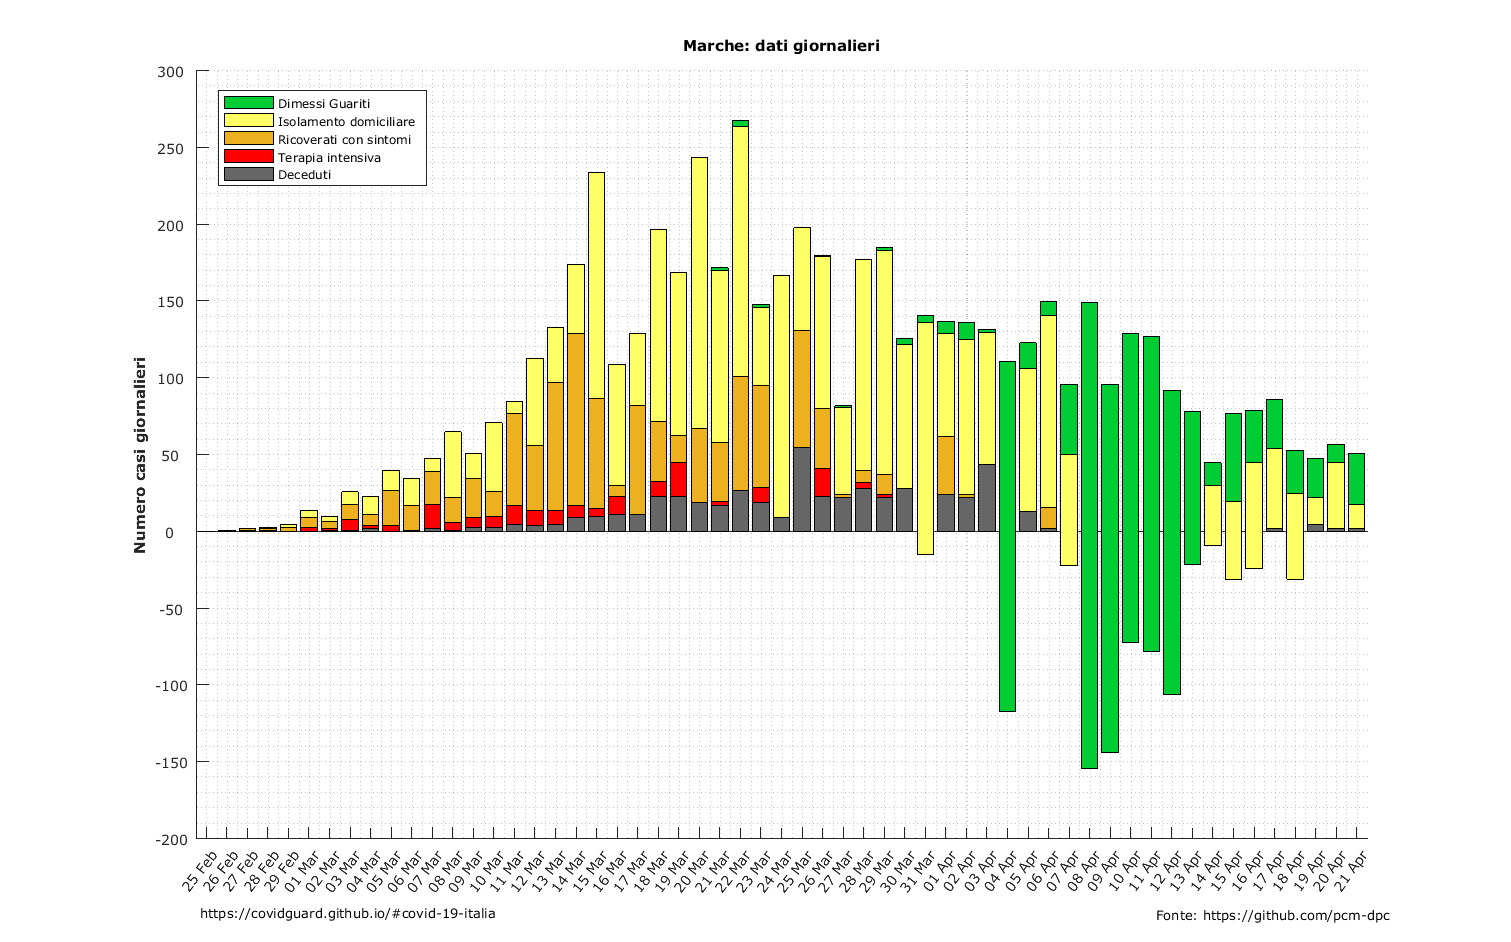 Marche: dati giornalieri
300
250
200
150
100
50
0
-50
-100
-150
-200
Numero casi giornalieri
Dimessi Guariti
Isolamento domiciliare
Ricoverati con sintomi
Terapia intensiva
Deceduti
25 Feb
26 Feb
27 Feb
28 Feb
29 Feb
01 Mar
02 Mar
03 Mar
04 Mar
05 Mar
06 Mar
07 Mar
08 Mar
09 Mar
10 Mar
11 Mar
12 Mar
13 Mar
14 Mar
15 Mar
16 Mar
17 Mar
18 Mar
19 Mar
20 Mar
21 Mar
22 Mar
23 Mar
24 Mar
25 Mar
26 Mar
27 Mar
28 Mar
29 Mar
30 Mar
31 Mar
01 Apr
02 Apr
03 Apr
04 Apr
05 Apr
06 Apr
07 Apr
08 Apr
09 Apr
10 Apr
11 Apr
12 Apr
13 Apr
14 Apr
15 Apr
16 Apr
17 Apr
18 Apr
19 Apr
20 Apr
21 Apr
https://covidguard.github.io/#covid-19-italia
Fonte: https://github.com/pcm-dpc